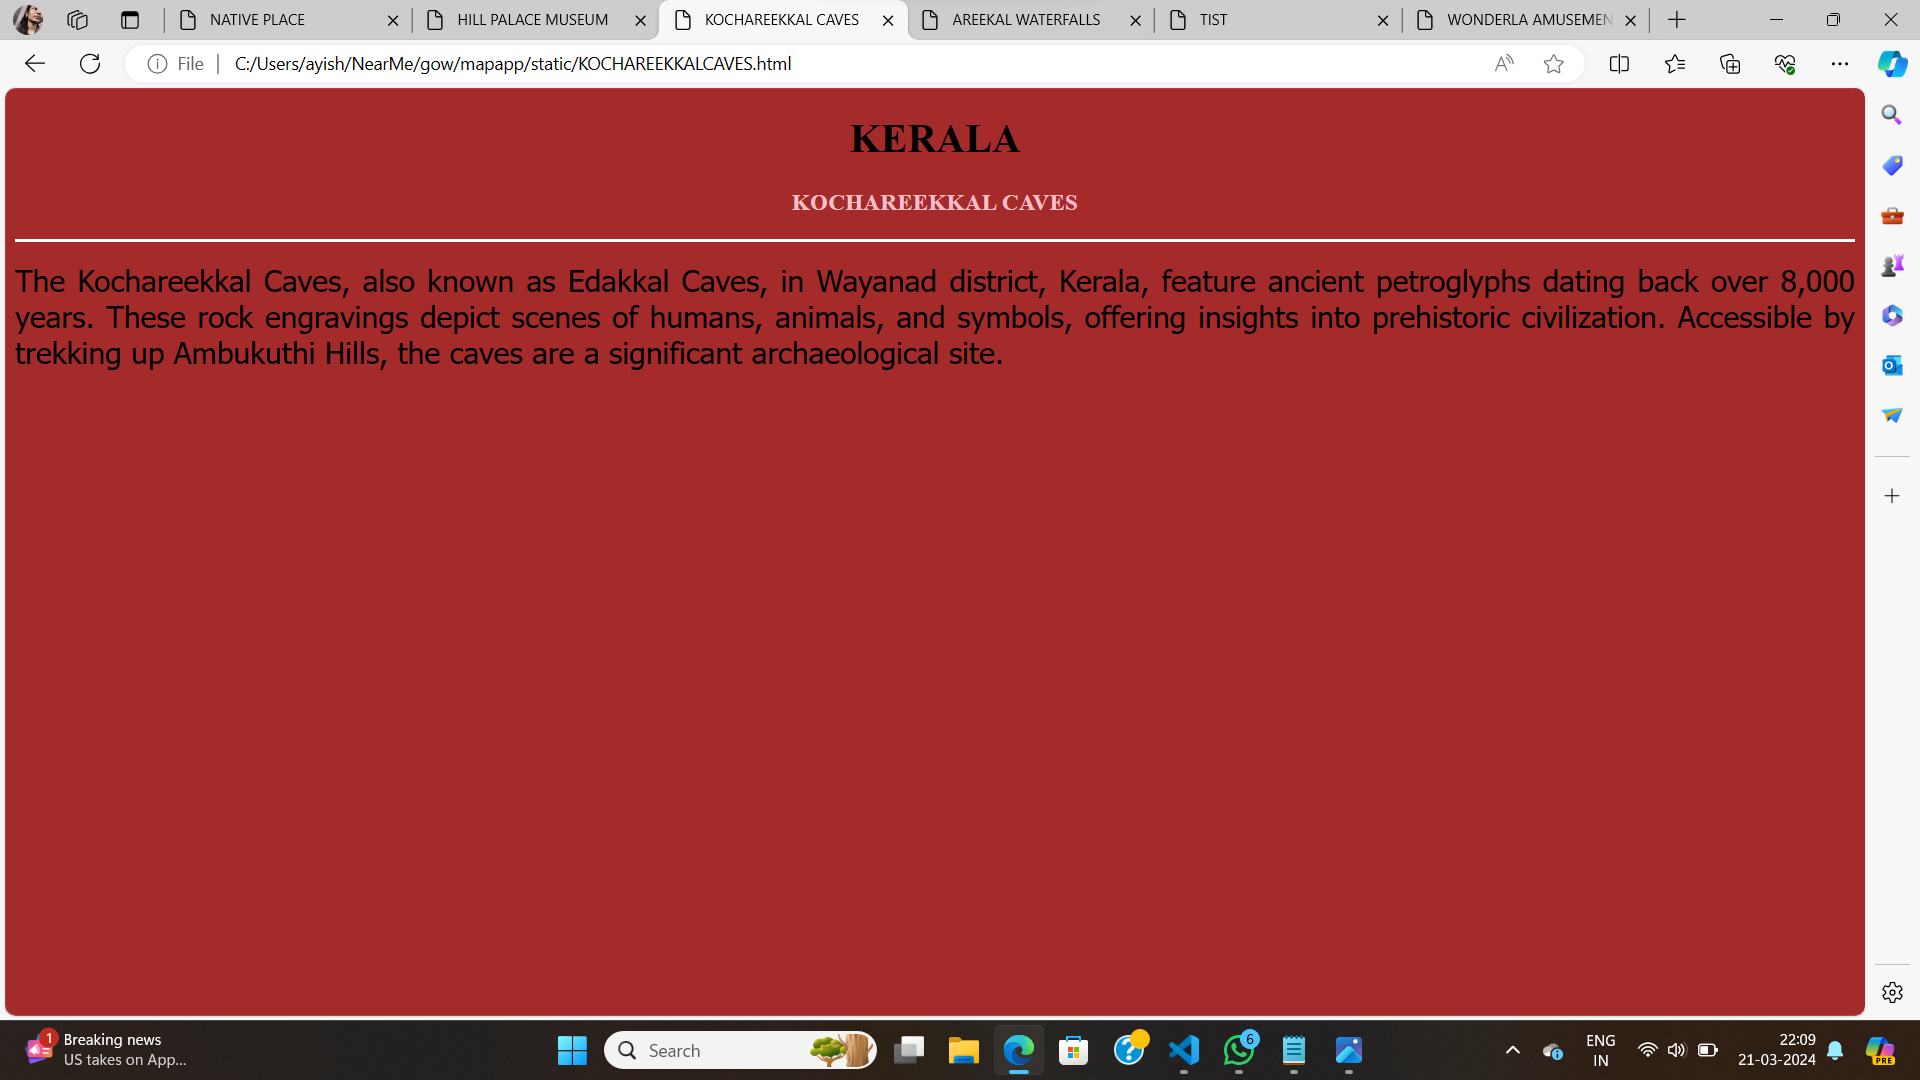 NATIVE PLACE
HILL PALACE MUSEUM
KOCHAREEKKAL CAVES
AREEKAL WATERFALLS
TIST
WONDERLA AMUSEMEN
File
C:/Users/ayish/NearMe/gow/mapapp/static/KOCHAREEKKALCAVES.html
KERALA
KOCHAREEKKAL CAVES
The Kochareekkal Caves, also known as Edakkal Caves, in Wayanad district, Kerala, feature ancient petroglyphs dating back over 8,000
years. These rock engravings depict scenes of humans, animals, and symbols, offering insights into prehistoric civilization. Accessible by
trekking up Ambukuthi Hills, the caves are a significant archaeological site.
1
Breaking news
US takes on App...
Search
6
ENG
IN
22:09
21-03-2024
PRE